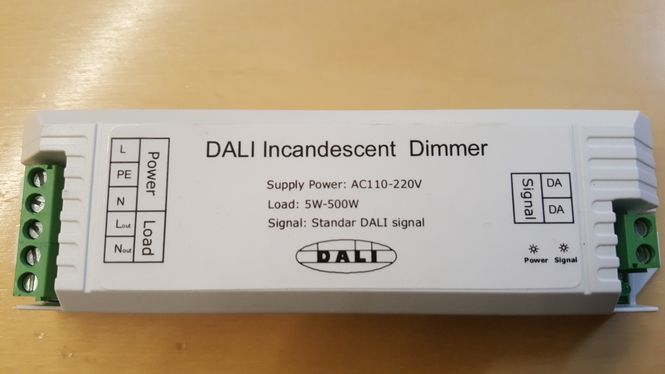 DALI Incandescent Dimmer
Supply Power: AC110-220V
Load: 5W-500W
Signal: Standar DALI signal
DALI
L
PE
N
Lout
Nout
Power
Load
Signal
DA
DA
Power Signal